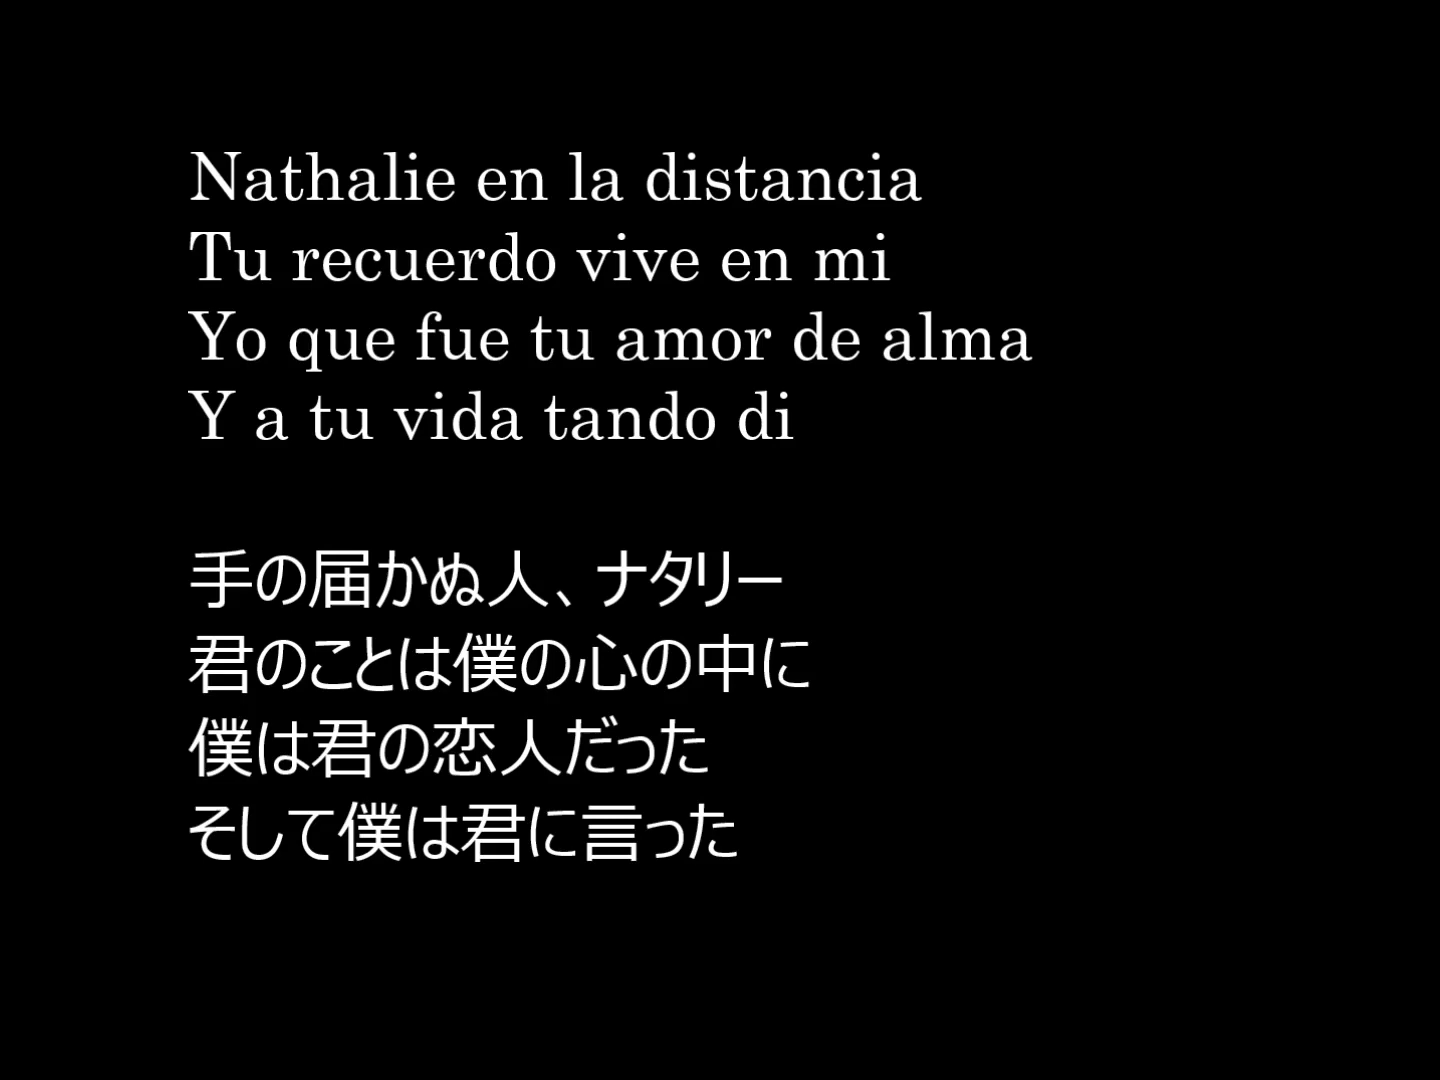 Nathalie en la distancia
Tu recuerdo vive en mi
Yo que fue tu amor de alma
Y a tu vida tando di
手の届かぬ人、ナタリー
君のことは僕の心の中に
僕は君の恋人だった
そして僕は君に言った